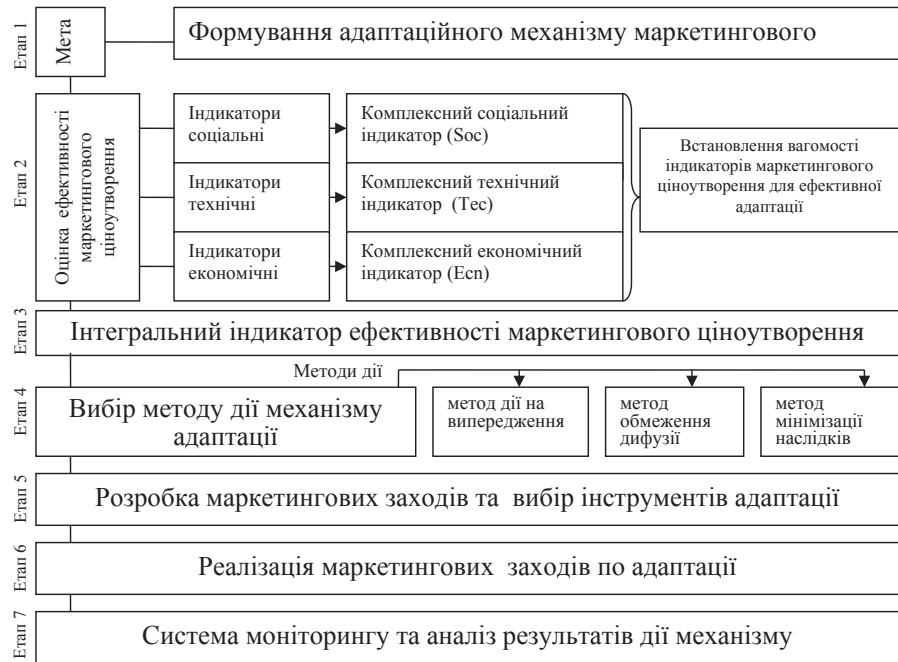 Етап 1
Мета
Формування адаптаційного механізму маркетингового
Етап 2
Оцінка ефективності
маркетингового
ціноутворення
Індикатори
соціальні
Комплексний соціальний
індикатор (Soc)
Індикатори
технічні
Комплексний технічний
індикатор (Tec)
Індикатори
економічні
Комплексний економічний
індикатор (Ecn)
Встановлення вагомості
індикаторів маркетингового
ціноутворення для ефективної
адаптації
Етап 3
Інтегральний індикатор ефективності маркетингового ціноутворення
Методи дії
Етап 4
Вибір методу дії механізму
адаптації
метод дії на
випередження
метод
обмеження
дифузії
метод
мінімізації
наслідків
Етап 5
Розробка маркетингових заходів та вибір інструментів адаптації
Етап 6
Реалізація маркетингових заходів по адаптації
Етап 7
Система моніторингу та аналіз результатів дії механізму